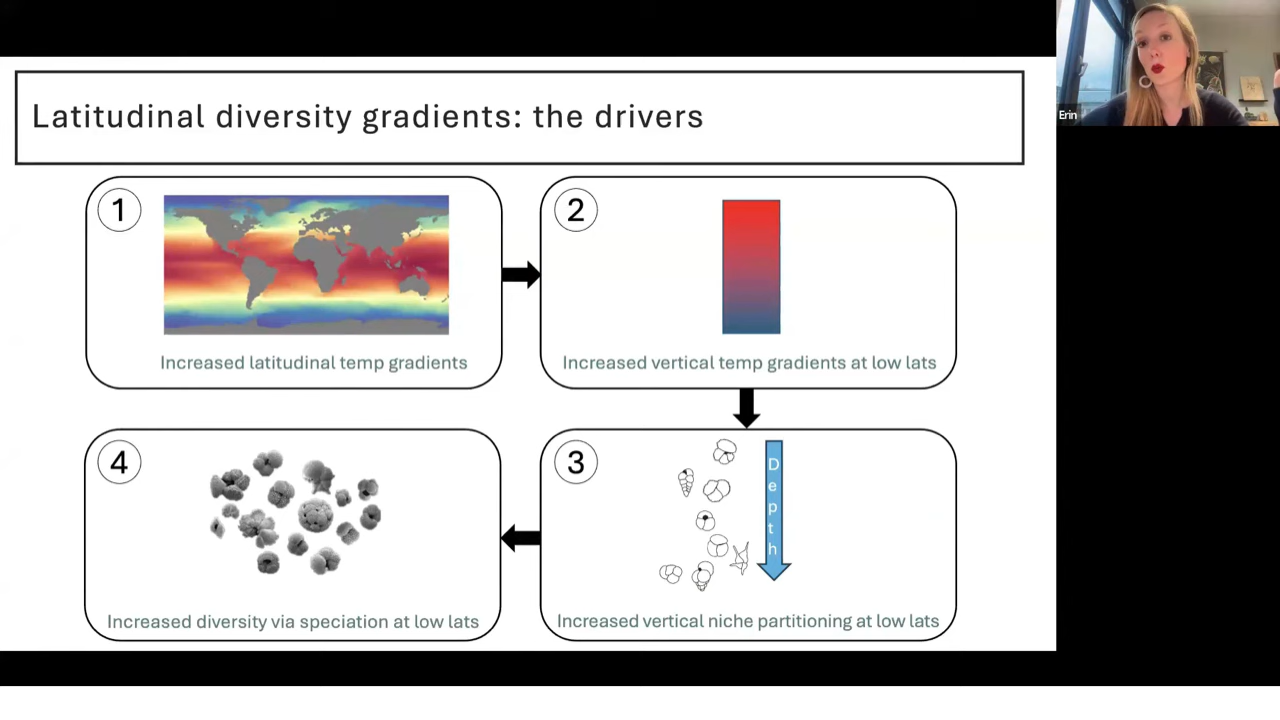 Latitudinal diversity gradients: the drivers
1
Increased latitudinal temp gradients
2
Increased vertical temp gradients at low lats
4
Increased diversity via speciation at low lats
3
Depth
Increased vertical niche partitioning at low lats
Erin